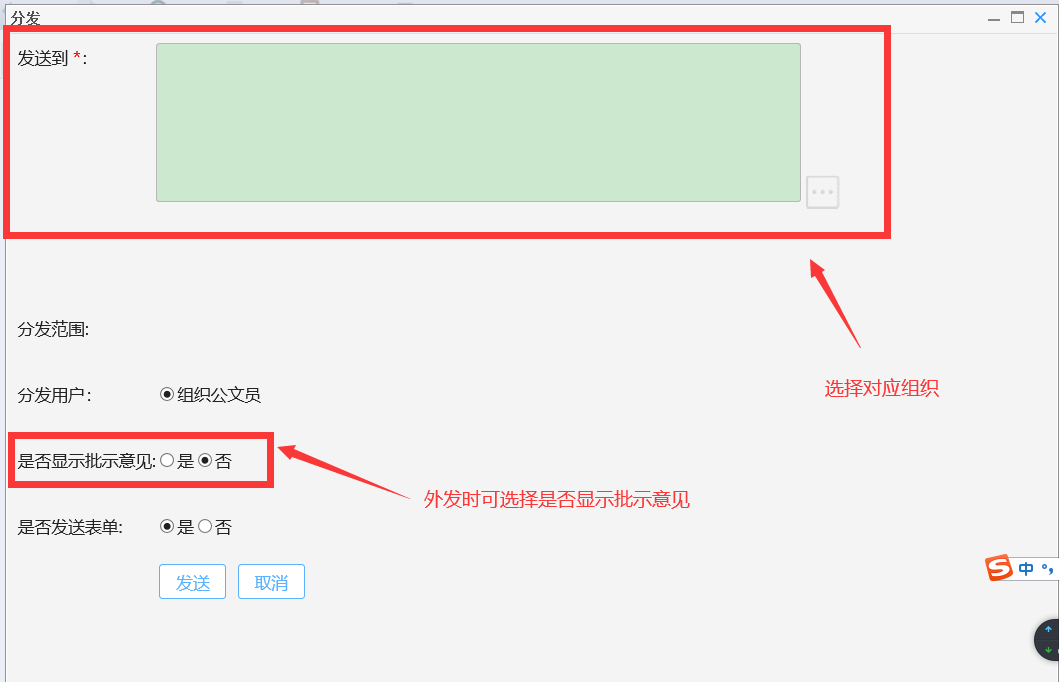 分发
发送到 *:
选择对应组织
分发范围:
分发用户: 组织公文员
是否显示批示意见: 是 否
外发时可选择是否显示批示意见
是否发送表单: 是 否
发送 取消
S 中 °,